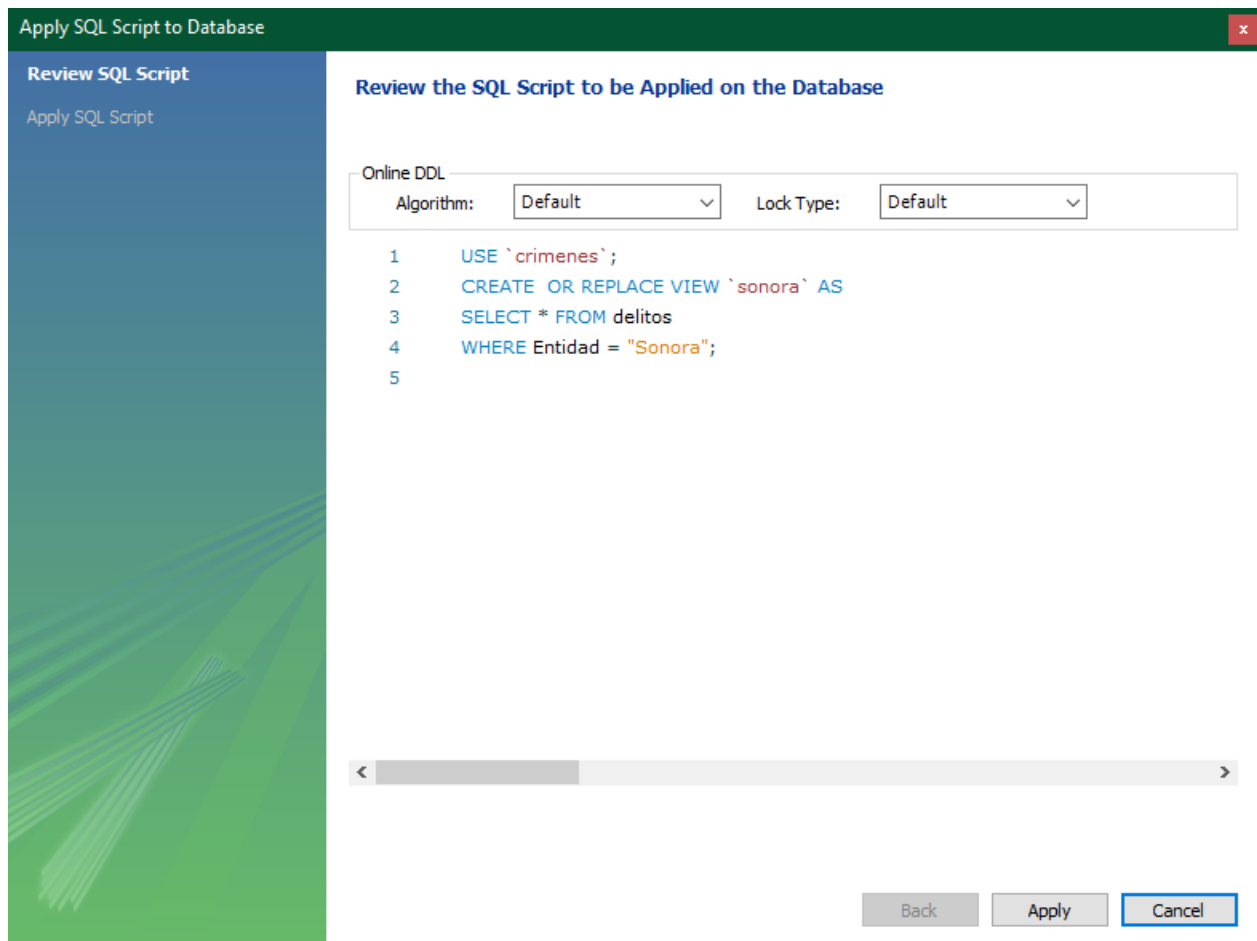 Apply SQL Script to Database
x
Review SQL Script
Apply SQL Script
Review the SQL Script to be Applied on the Database
Online DDL
Algorithm: Default Lock Type: Default
1 USE `crimenes`;
2 CREATE  OR REPLACE VIEW `sonora` AS
3 SELECT * FROM delitos
4 WHERE Entidad = "Sonora";
5
Back Apply Cancel